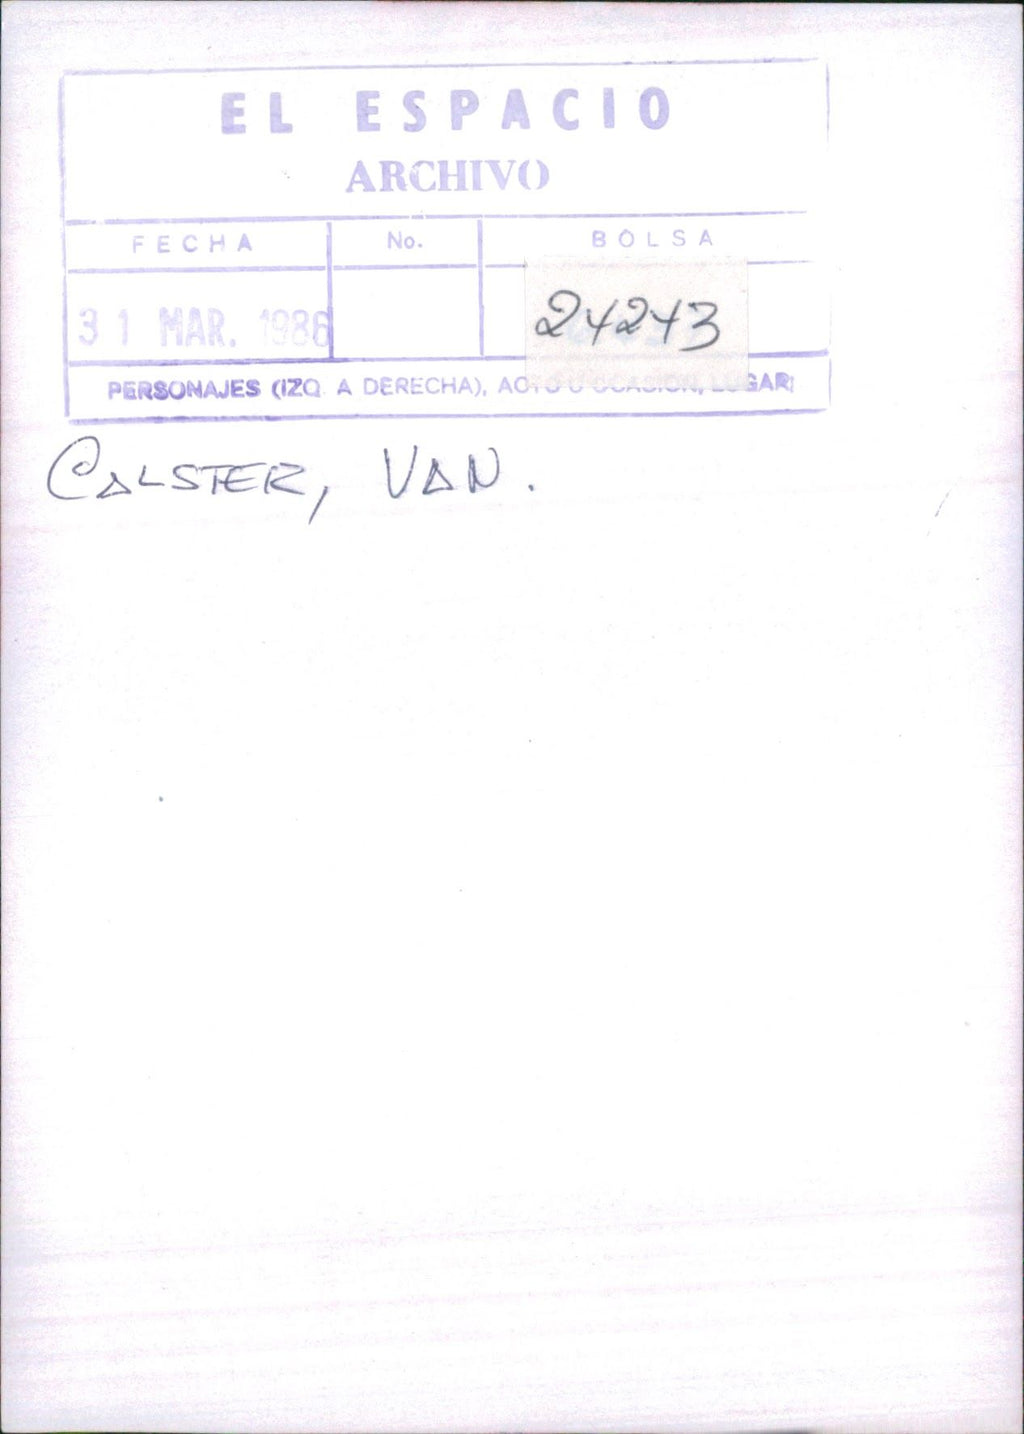 EL ESPACIO
ARCHIVO
FECHA No. BOLSA
31 MAR. 1986 24243
PERSONAJES (IZQ. A DERECHA), ACTO U OCASION, LUGAR
CALSTER, VAN.